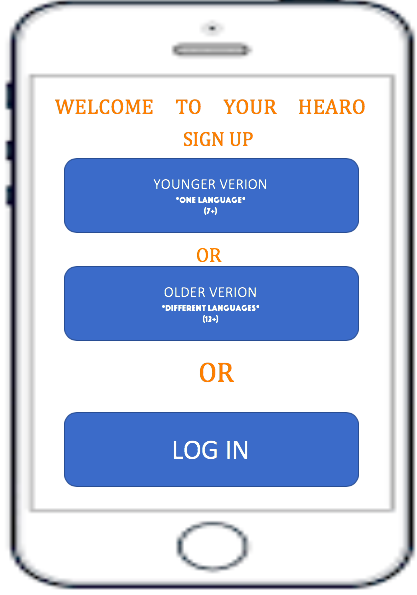 WELCOME TO YOUR HEARO
SIGN UP
YOUNGER VERION
*ONE LANGUAGE*
(7+)
OR
OLDER VERION
*DIFFERENT LANGUAGES*
(12+)
OR
LOG IN